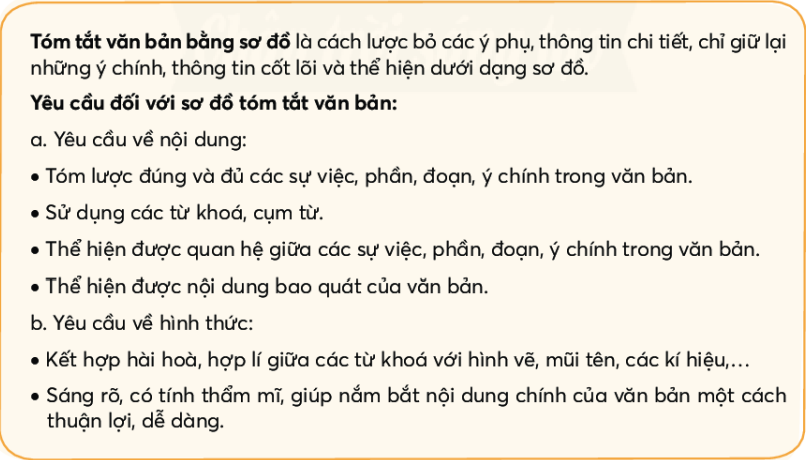 Tóm tắt văn bản bằng sơ đồ là cách lược bỏ các ý phụ, thông tin chi tiết, chỉ giữ lại
những ý chính, thông tin cốt lõi và thể hiện dưới dạng sơ đồ.
Yêu cầu đối với sơ đồ tóm tắt văn bản:
a. Yêu cầu về nội dung:
• Tóm lược đúng và đủ các sự việc, phần, đoạn, ý chính trong văn bản.
• Sử dụng các từ khoá, cụm từ.
• Thể hiện được quan hệ giữa các sự việc, phần, đoạn, ý chính trong văn bản.
• Thể hiện được nội dung bao quát của văn bản.
b. Yêu cầu về hình thức:
• Kết hợp hài hoà, hợp lí giữa các từ khoá với hình vẽ, mũi tên, các kí hiệu,…
• Sáng rõ, có tính thẩm mĩ, giúp nắm bắt nội dung chính của văn bản một cách
thuận lợi, dễ dàng.